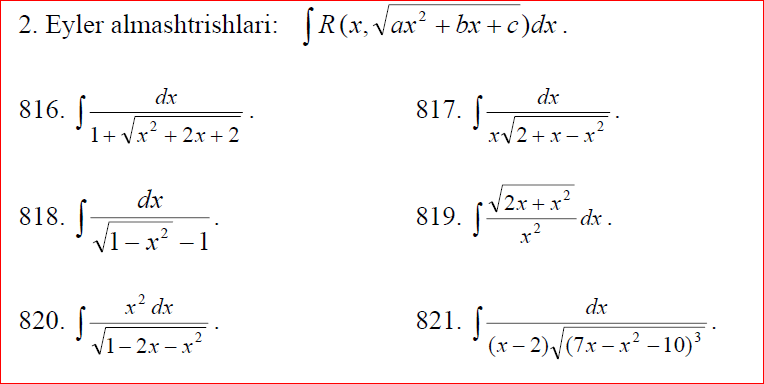 2. Eyler almashtrishlari: ∫R(x, √(ax² + bx + c))dx .
816. ∫ dx / (1 + √(x² + 2x + 2)) . 817. ∫ dx / (x√(2 + x − x²)) .
818. ∫ dx / (√(1 − x²) − 1) . 819. ∫ √(2x + x²) / x² dx .
820. ∫ x² dx / √(1 − 2x − x²) . 821. ∫ dx / ((x − 2)√((7x − x² − 10)³)) .